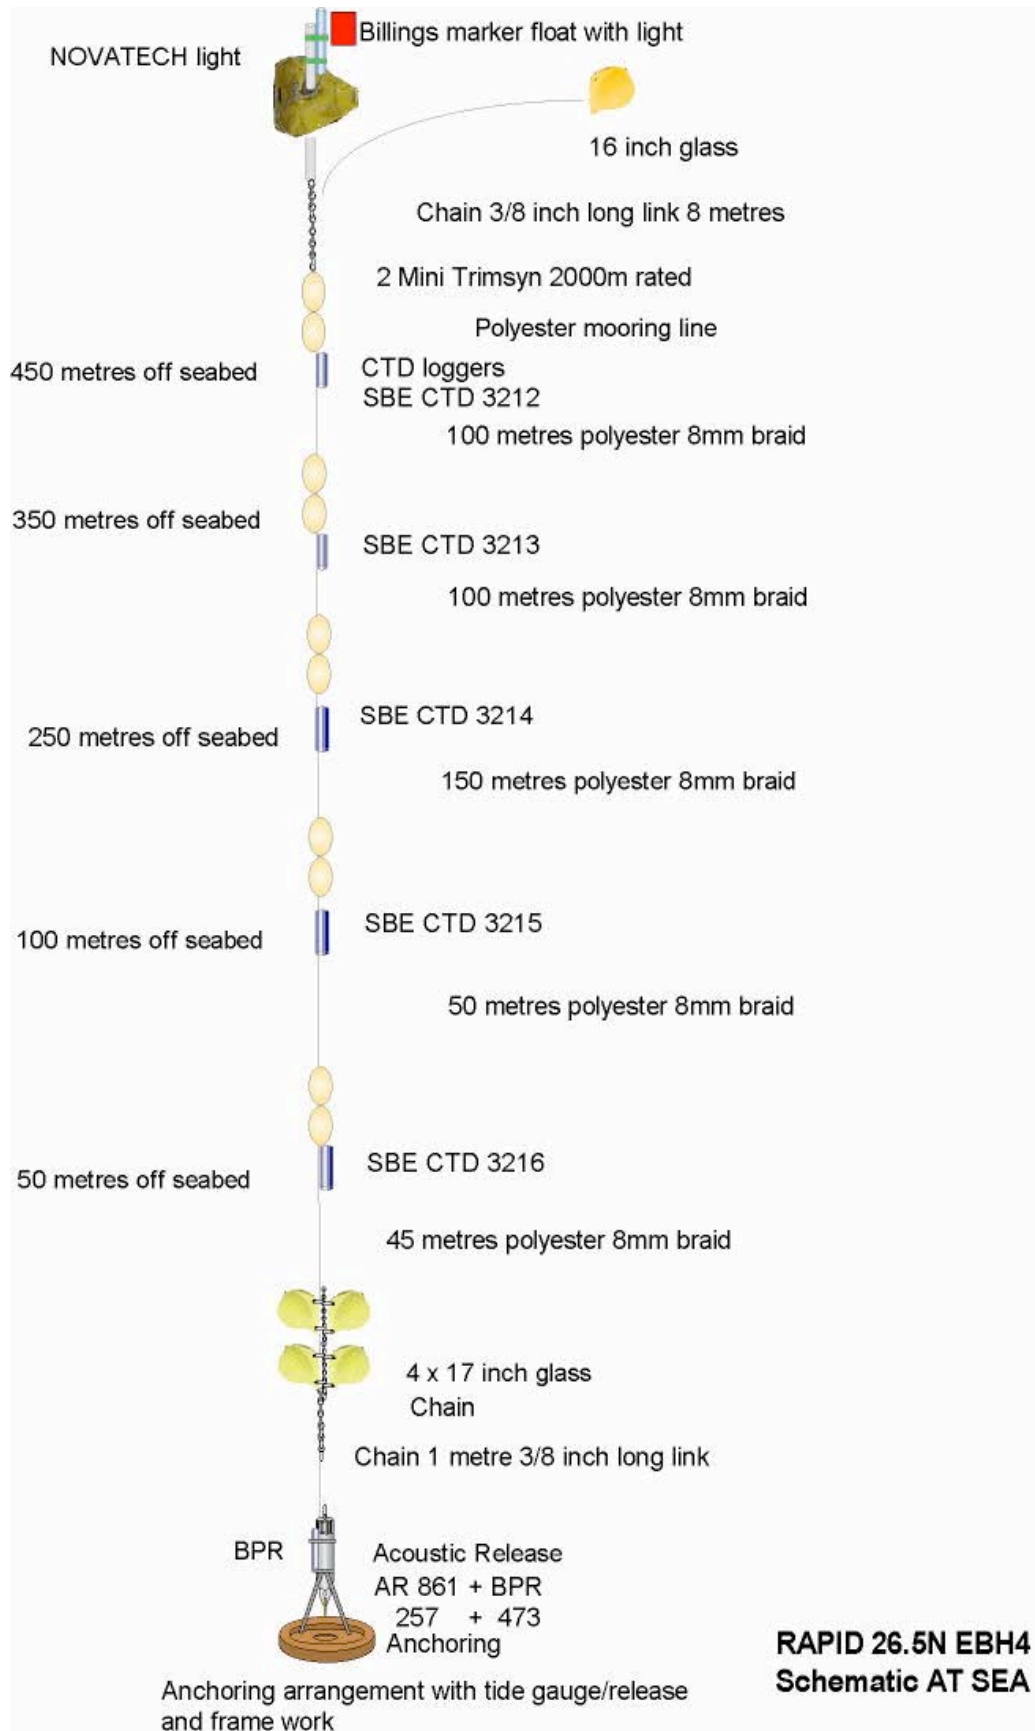 Billings marker float with light
NOVATECH light
16 inch glass
Chain 3/8 inch long link 8 metres
2 Mini Trimsyn 2000m rated
Polyester mooring line
450 metres off seabed
CTD loggers
SBE CTD 3212
100 metres polyester 8mm braid
350 metres off seabed
SBE CTD 3213
100 metres polyester 8mm braid
SBE CTD 3214
250 metres off seabed
150 metres polyester 8mm braid
SBE CTD 3215
100 metres off seabed
50 metres polyester 8mm braid
SBE CTD 3216
50 metres off seabed
45 metres polyester 8mm braid
4 x 17 inch glass
Chain
Chain 1 metre 3/8 inch long link
BPR
Acoustic Release
AR 861 + BPR
257 + 473
Anchoring
RAPID 26.5N EBH4
Schematic AT SEA
Anchoring arrangement with tide gauge/release
and frame work